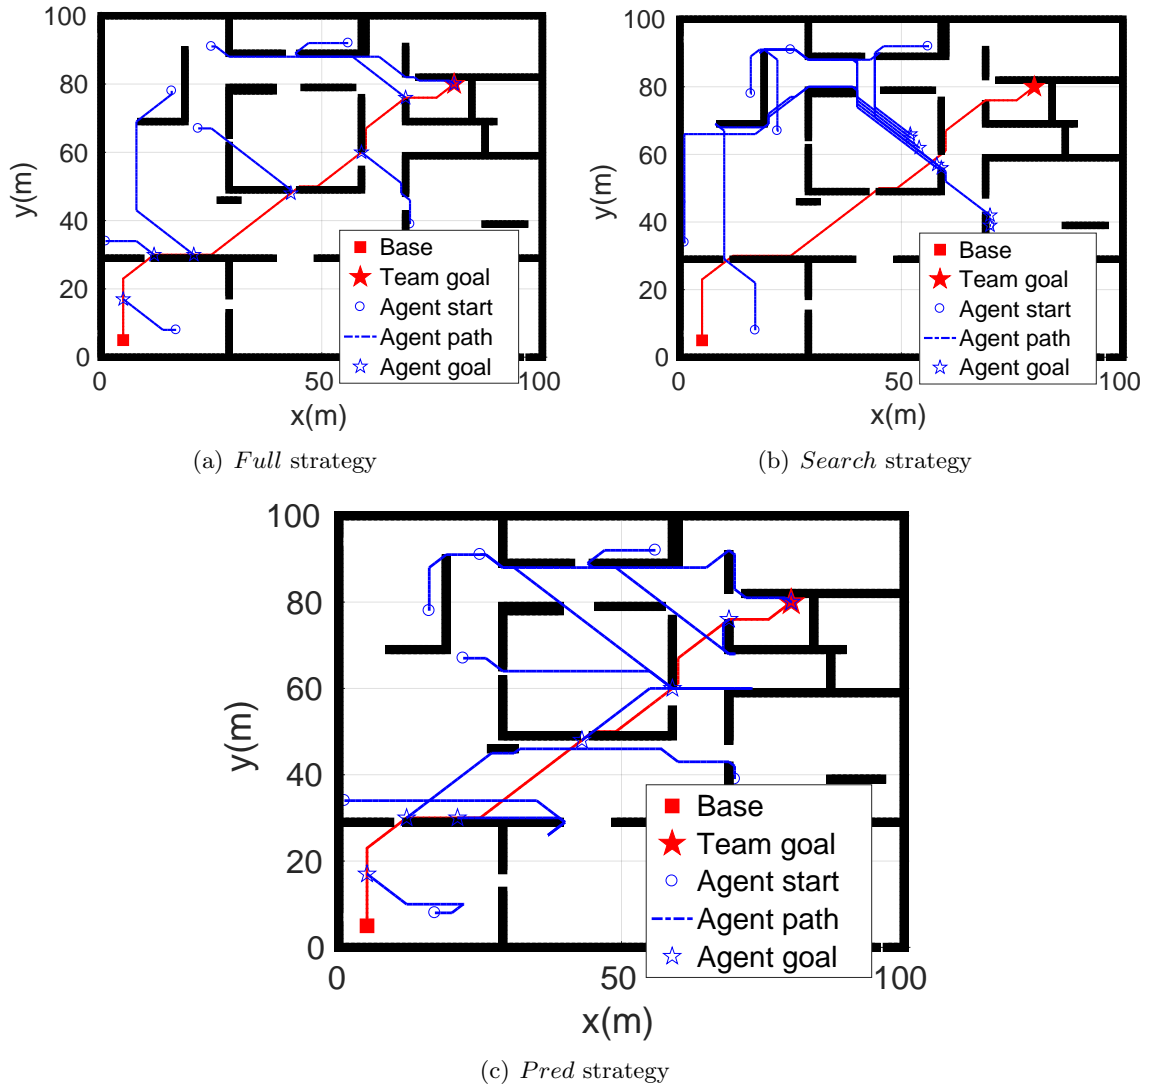 100
80
60
40
20
0
y(m)
0
50
100
x(m)
Base
Team goal
Agent start
Agent path
Agent goal
(a) Full strategy
100
80
60
40
20
0
y(m)
0
50
100
x(m)
Base
Team goal
Agent start
Agent path
Agent goal
(b) Search strategy
100
80
60
40
20
0
y(m)
0
50
100
x(m)
Base
Team goal
Agent start
Agent path
Agent goal
(c) Pred strategy